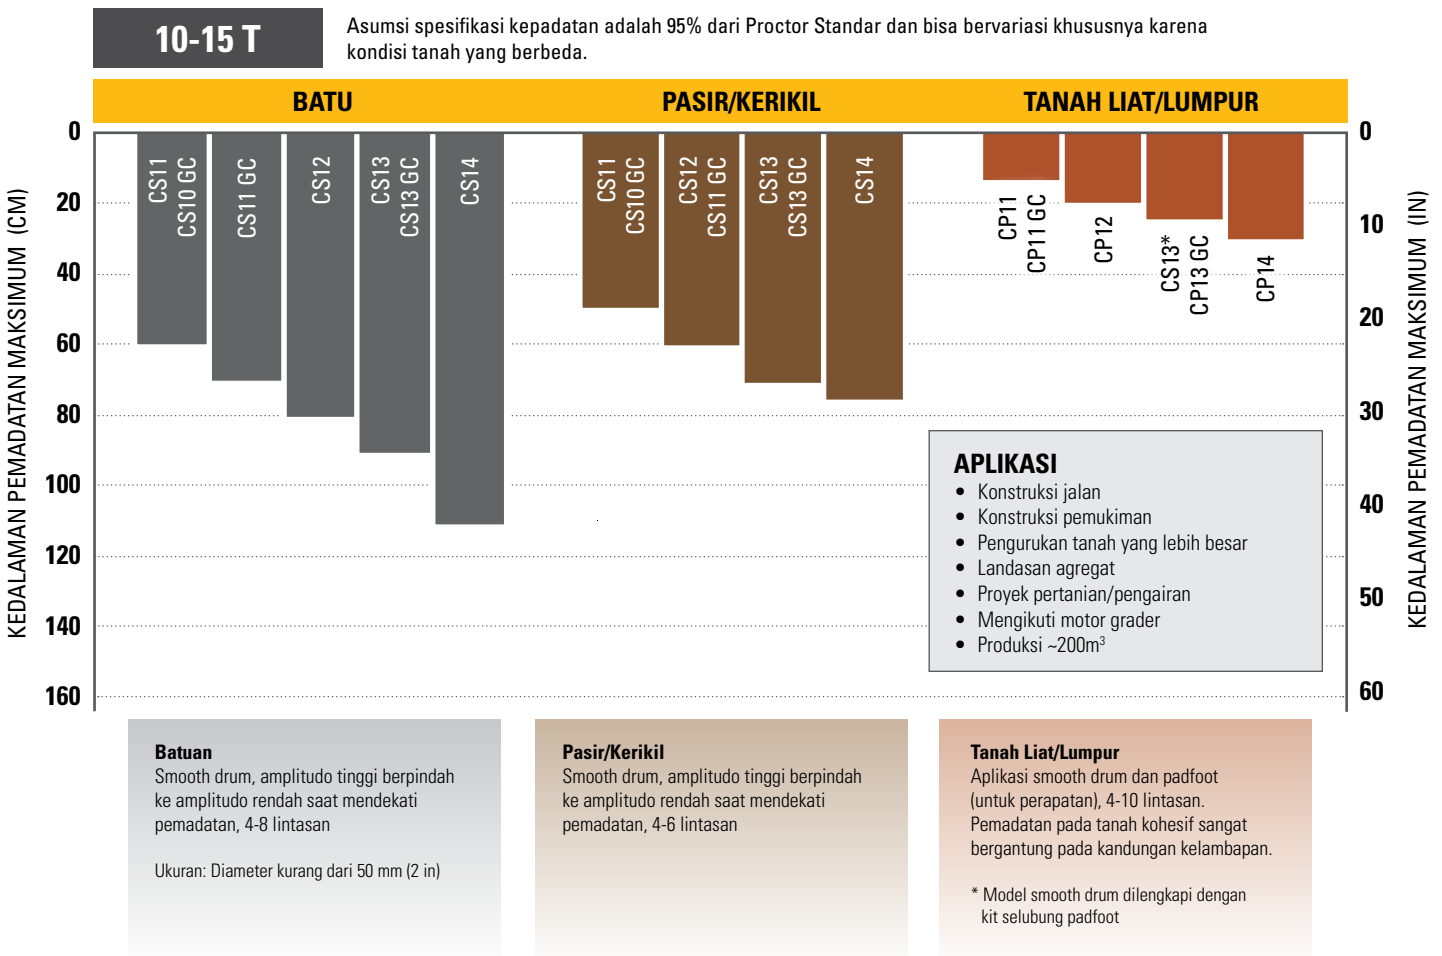 10-15 T
Asumsi spesifikasi kepadatan adalah 95% dari Proctor Standar dan bisa bervariasi khususnya karena
kondisi tanah yang berbeda.
BATU
PASIR/KERIKIL
TANAH LIAT/LUMPUR
KEDALAMAN PEMADATAN MAKSIMUM (CM)
0
20
40
60
80
100
120
140
160
CS11
CS10 GC
CS11 GC
CS12
CS13
CS13 GC
CS14
CS11
CS10 GC
CS12
CS11 GC
CS13
CS13 GC
CS14
CP11
CP11 GC
CP12
CS13*
CP13 GC
CP14
0
10
20
30
40
50
60
KEDALAMAN PEMADATAN MAKSIMUM (IN)
APLIKASI
• Konstruksi jalan
• Konstruksi pemukiman
• Pengurukan tanah yang lebih besar
• Landasan agregat
• Proyek pertanian/pengairan
• Mengikuti motor grader
• Produksi ~200m³
Batuan
Smooth drum, amplitudo tinggi berpindah
ke amplitudo rendah saat mendekati
pemadatan, 4-8 lintasan
Ukuran: Diameter kurang dari 50 mm (2 in)
Pasir/Kerikil
Smooth drum, amplitudo tinggi berpindah
ke amplitudo rendah saat mendekati
pemadatan, 4-6 lintasan
Tanah Liat/Lumpur
Aplikasi smooth drum dan padfoot
(untuk perapatan), 4-10 lintasan.
Pemadatan pada tanah kohesif sangat
bergantung pada kandungan kelambapan.
* Model smooth drum dilengkapi dengan
kit selubung padfoot